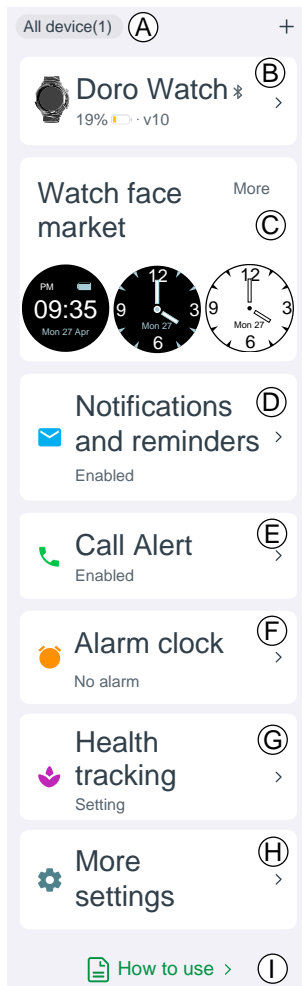 All device(1) A +
B
Doro Watch >
19% · v10
Watch face More
market C
PM
09:35
Mon 27 Apr
12
9 3
Mon 27
6
12
9 3
Mon 27
6
Notifications D
and reminders >
Enabled
Call Alert E
Enabled >
Alarm clock F
No alarm >
Health G
tracking >
Setting
More H
settings >
How to use > I